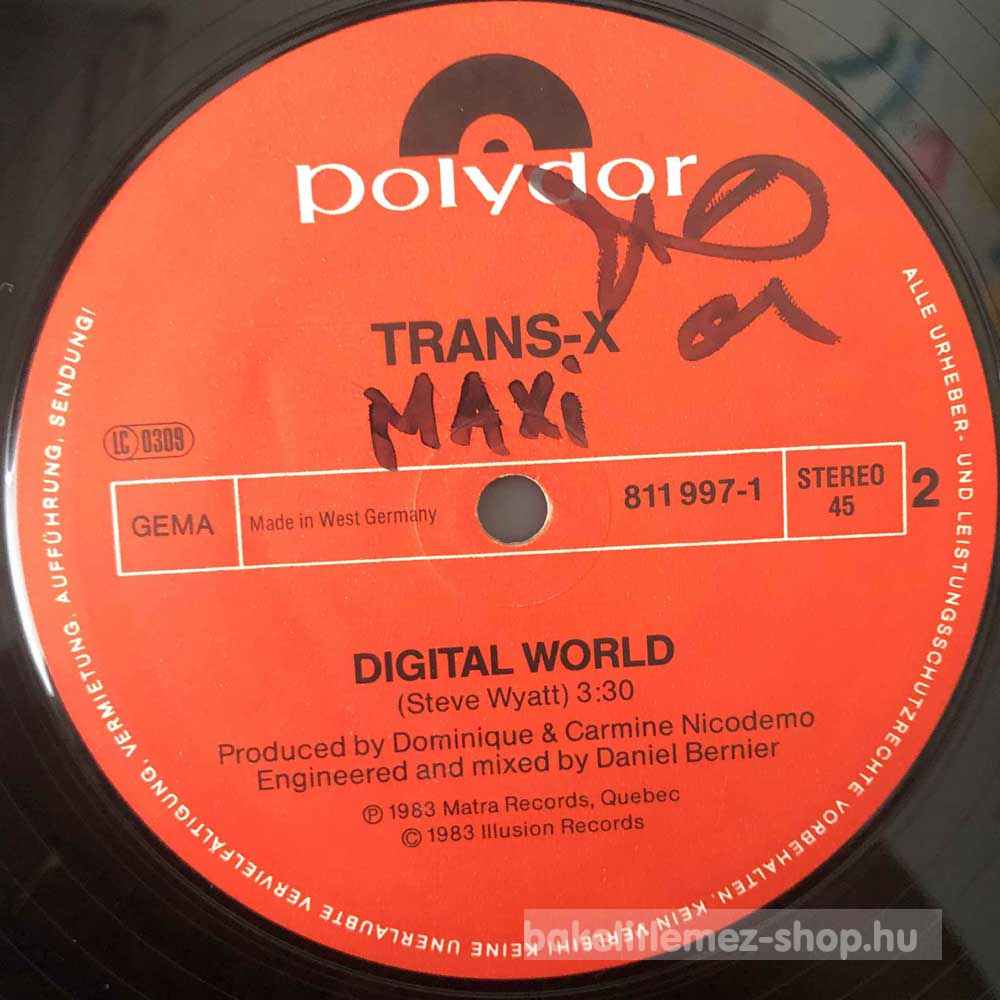 polydor
TRANS-X
MAXi
LC 0309
GEMA
Made in West Germany
811 997-1
STEREO
45
2
DIGITAL WORLD
(Steve Wyatt) 3:30
Produced by Dominique & Carmine Nicodemo
Engineered and mixed by Daniel Bernier
℗ 1983 Matra Records, Quebec
© 1983 Illusion Records
ALLE URHEBER- UND LEISTUNGSSCHUTZRECHTE VORBEHALTEN. KEIN VERLEIH! KEINE UNERLAUBTE VERVIELFÄLTIGUNG, VERMIETUNG, AUFFÜHRUNG, SENDUNG!
bakelitlemez-shop.hu